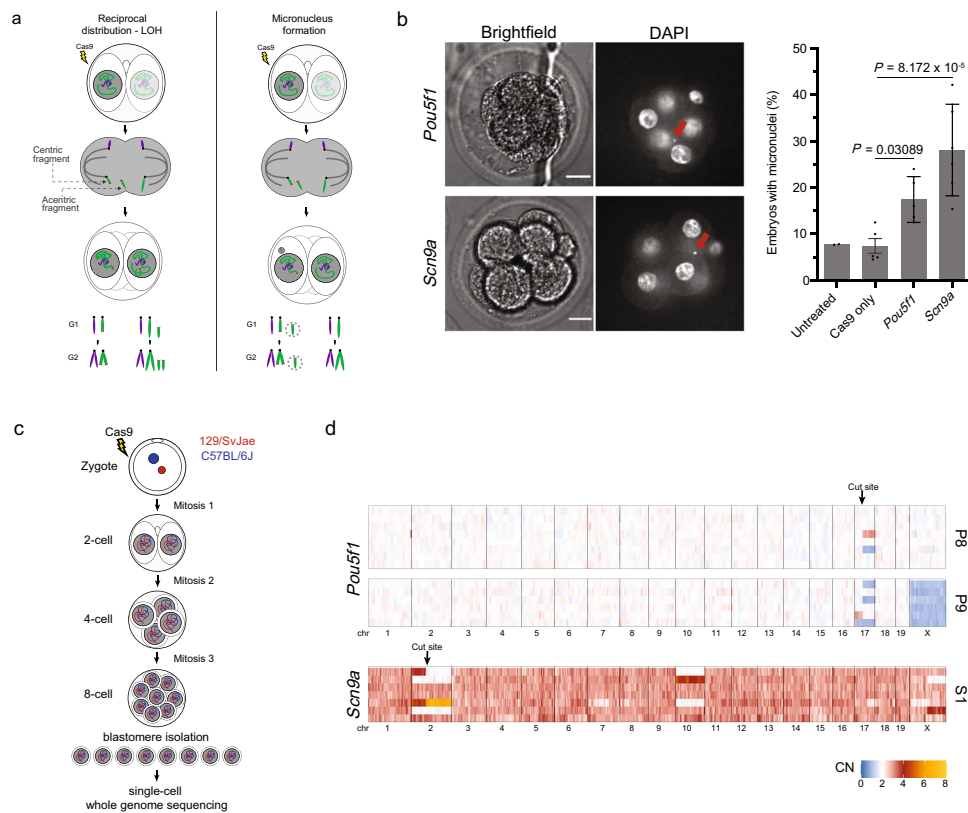 a
Reciprocal
distribution - LOH
Cas9
Centric
fragment
Acentric
fragment
G1
G2
Micronucleus
formation
Cas9
G1
G2
b
Brightfield
DAPI
Pou5f1
Scn9a
Embryos with micronuclei (%)
50
40
30
20
10
0
P = 8.172 x 10-5
P = 0.03089
Untreated
Cas9 only
Pou5f1
Scn9a
c
Cas9
129/SvJae
C57BL/6J
Zygote
Mitosis 1
2-cell
Mitosis 2
4-cell
Mitosis 3
8-cell
blastomere isolation
single-cell
whole genome sequencing
d
Cut site
Pou5f1
P8
P9
chr 1 2 3 4 5 6 7 8 9 10 11 12 13 14 15 16 17 18 19 X
Cut site
Scn9a
S1
chr 1 2 3 4 5 6 7 8 9 10 11 12 13 14 15 16 17 18 19 X
CN
0 2 4 6 8